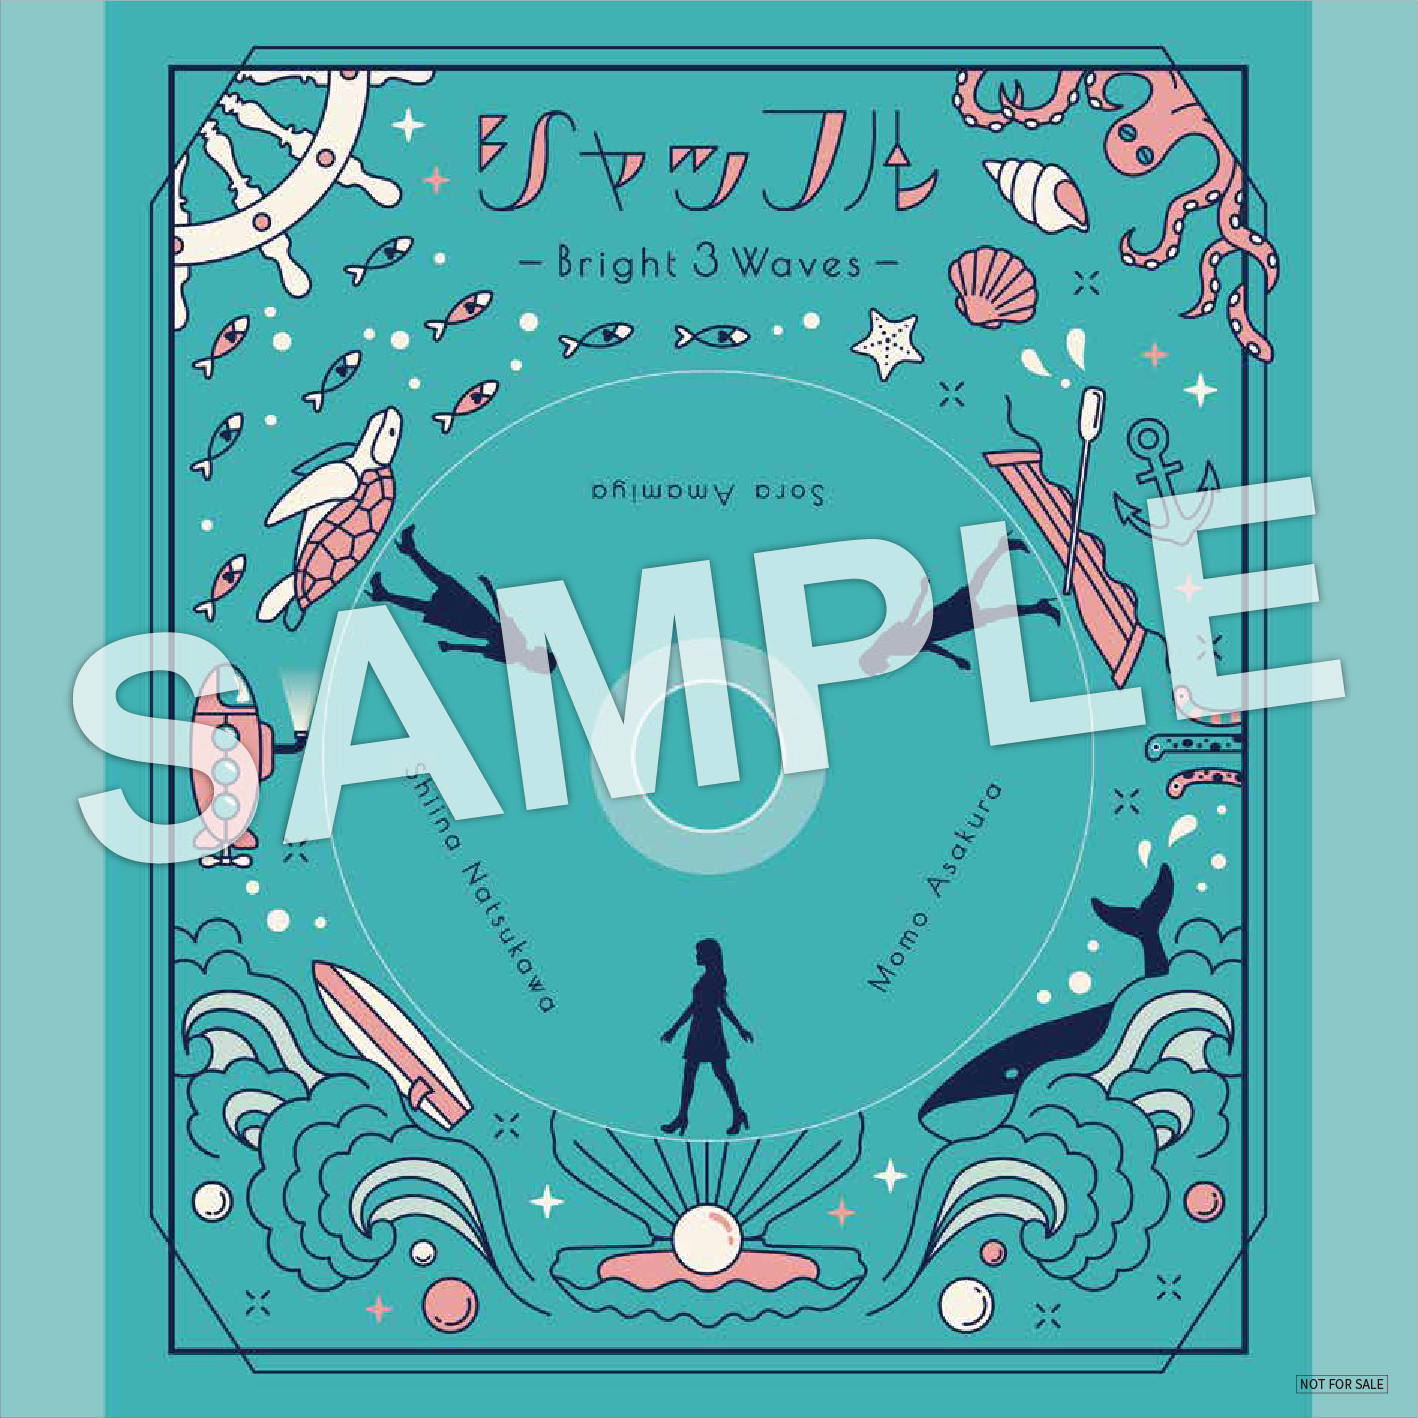 シャッフル
– Bright 3 Waves –
Sora Amamiya
SAMPLE
Shiina Natsukawa
Momo Asakura
NOT FOR SALE